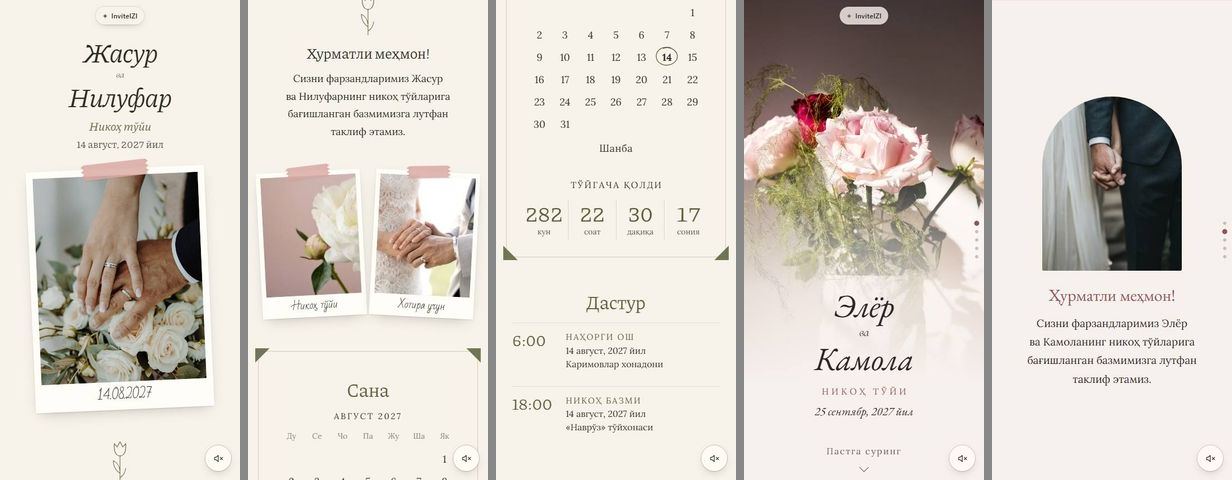 InviteIZI
Жасур
ва
Нилуфар
Никоҳ тўйи
14 август, 2027 йил
14.08.2027
Ҳурматли меҳмон!
Сизни фарзандларимиз Жасур
ва Нилуфарнинг никоҳ тўйларига
бағишланган базмимизга лутфан
таклиф этамиз.
Никоҳ тўйи
Хотира учун
Сана
АВГУСТ 2027
Ду Се Чо Па Жу Ша Як
1
1
2 3 4 5 6 7 8
9 10 11 12 13 14 15
16 17 18 19 20 21 22
23 24 25 26 27 28 29
30 31
Шанба
ТЎЙГАЧА ҚОЛДИ
282 22 30 17
кун соат дақиқа сония
Дастур
6:00
НАҲОРГИ ОШ
14 август, 2027 йил
Каримовлар хонадони
18:00
НИКОҲ БАЗМИ
14 август, 2027 йил
«Наврўз» тўйхонаси
InviteIZI
Элёр
ва
Камола
НИКОҲ ТЎЙИ
25 сентябр, 2027 йил
Пастга суринг
Ҳурматли меҳмон!
Сизни фарзандларимиз Элёр
ва Камоланинг никоҳ тўйларига
бағишланган базмимизга лутфан
таклиф этамиз.